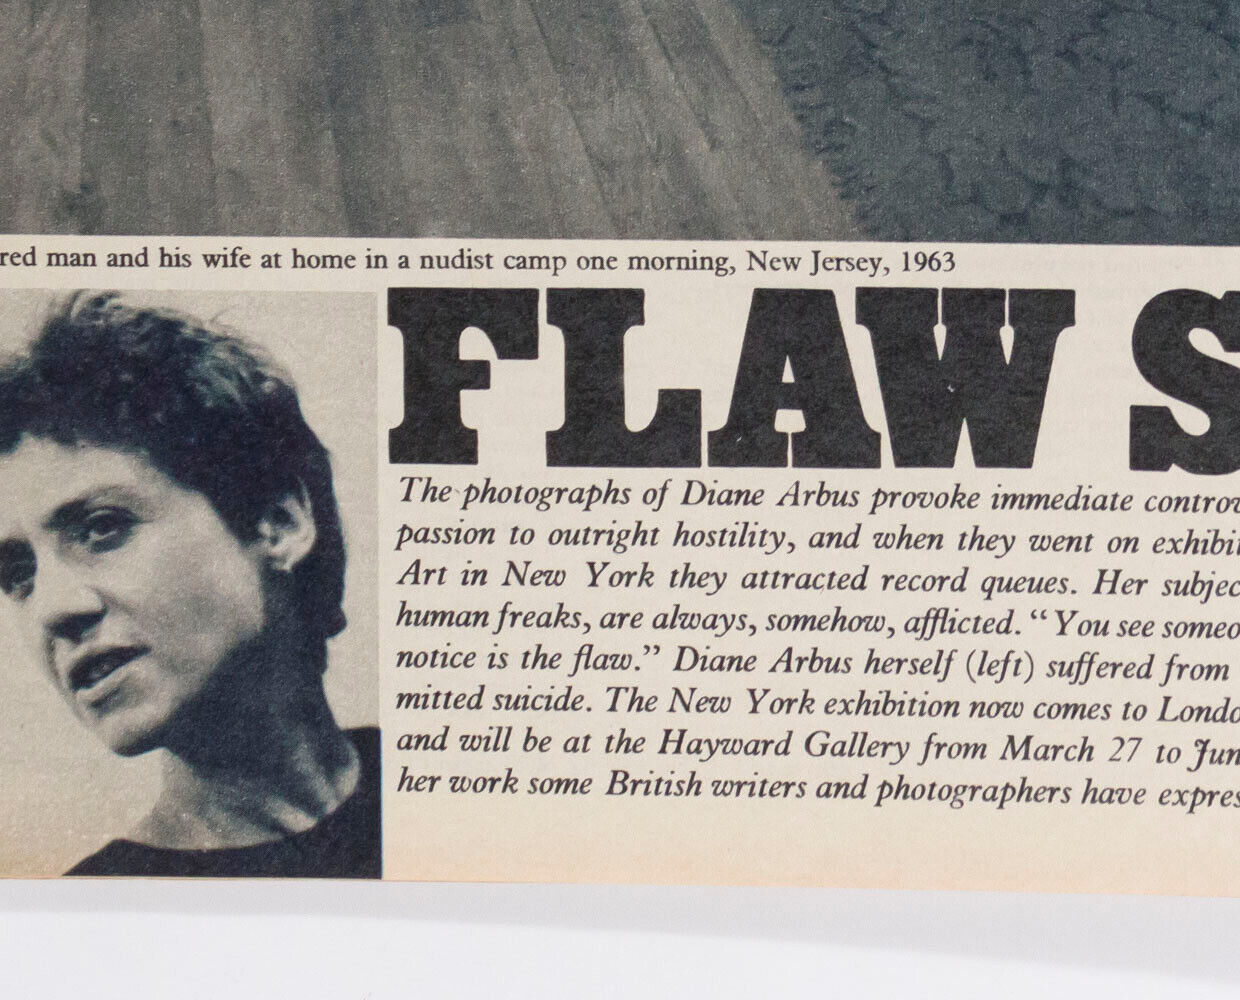 red man and his wife at home in a nudist camp one morning, New Jersey, 1963
FLAW S
The photographs of Diane Arbus provoke immediate controv
passion to outright hostility, and when they went on exhibit
Art in New York they attracted record queues. Her subjec
human freaks, are always, somehow, afflicted. “You see someo
notice is the flaw.” Diane Arbus herself (left) suffered from
mitted suicide. The New York exhibition now comes to Londo
and will be at the Hayward Gallery from March 27 to Jun
her work some British writers and photographers have expres